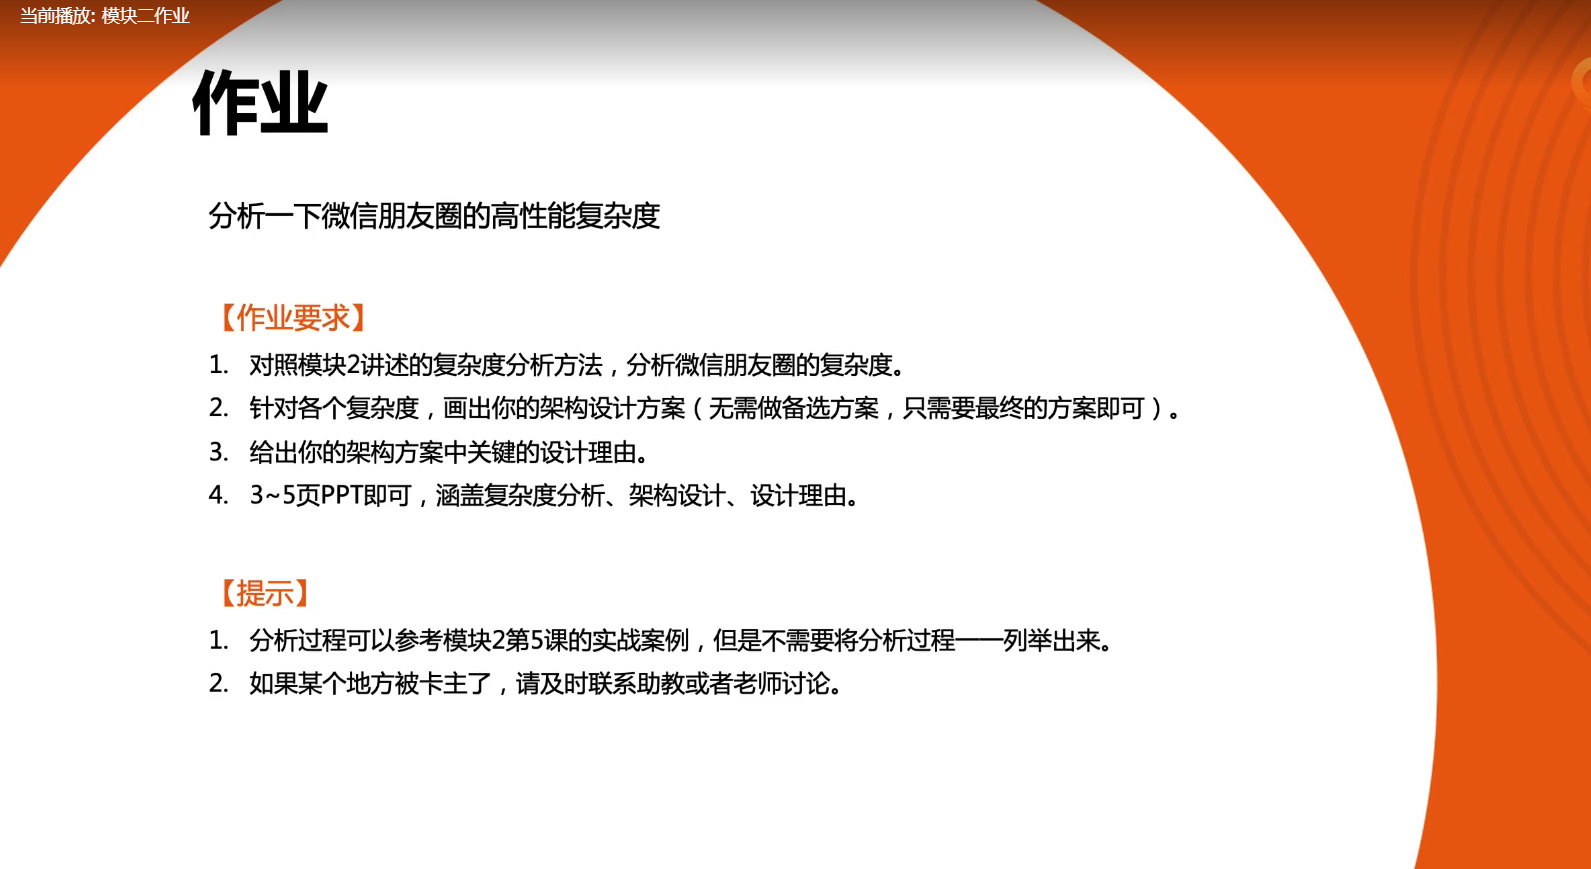 当前播放: 模块二作业
作业
分析一下微信朋友圈的高性能复杂度
【作业要求】
1. 对照模块2讲述的复杂度分析方法，分析微信朋友圈的复杂度。
2. 针对各个复杂度，画出你的架构设计方案（无需做备选方案，只需要最终的方案即可）。
3. 给出你的架构方案中关键的设计理由。
4. 3~5页PPT即可，涵盖复杂度分析、架构设计、设计理由。
【提示】
1. 分析过程可以参考模块2第5课的实战案例，但是不需要将分析过程一一列举出来。
2. 如果某个地方被卡主了，请及时联系助教或者老师讨论。